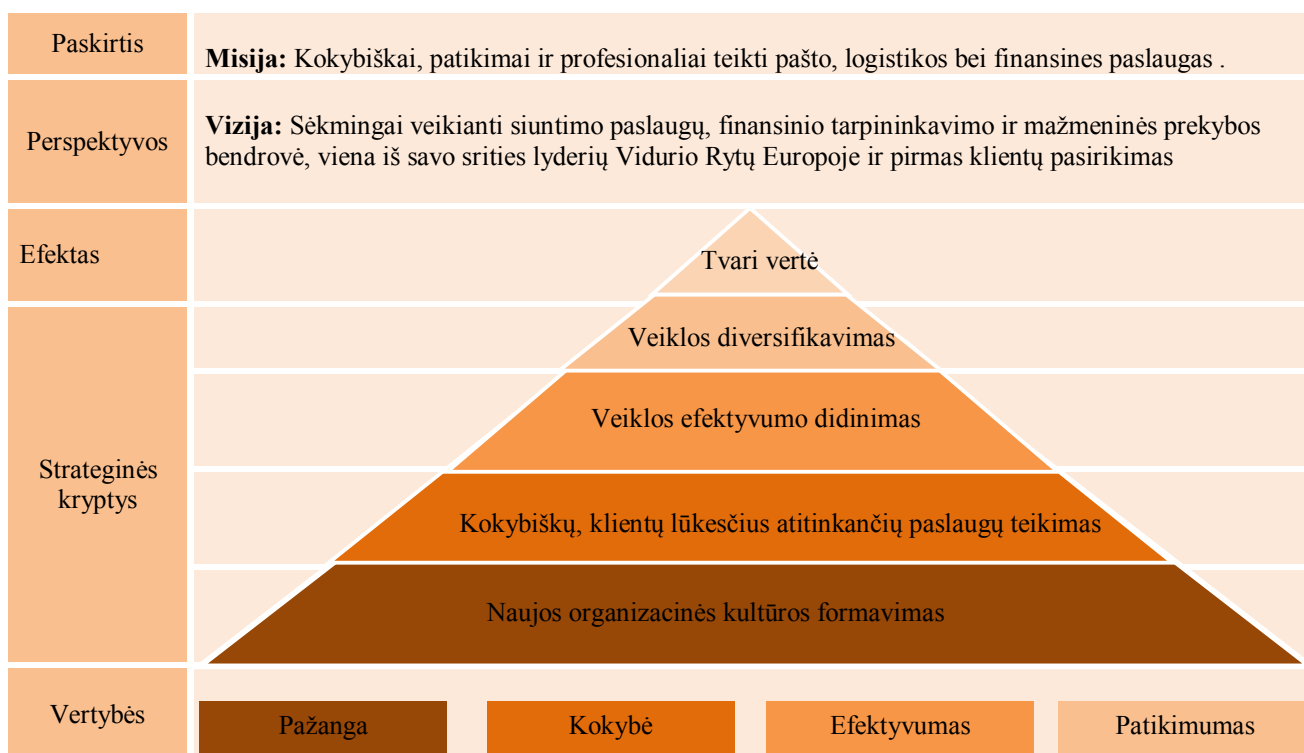 Paskirtis
Misija: Kokybiškai, patikimai ir profesionaliai teikti pašto, logistikos bei finansines paslaugas .
Perspektyvos
Vizija: Sėkmingai veikianti siuntimo paslaugų, finansinio tarpininkavimo ir mažmeninės prekybos
bendrovė, viena iš savo srities lyderių Vidurio Rytų Europoje ir pirmas klientų pasirikimas
Efektas
Tvari vertė
Strateginės
kryptys
Veiklos diversifikavimas
Veiklos efektyvumo didinimas
Kokybiškų, klientų lūkesčius atitinkančių paslaugų teikimas
Naujos organizacinės kultūros formavimas
Vertybės
Pažanga
Kokybė
Efektyvumas
Patikimumas